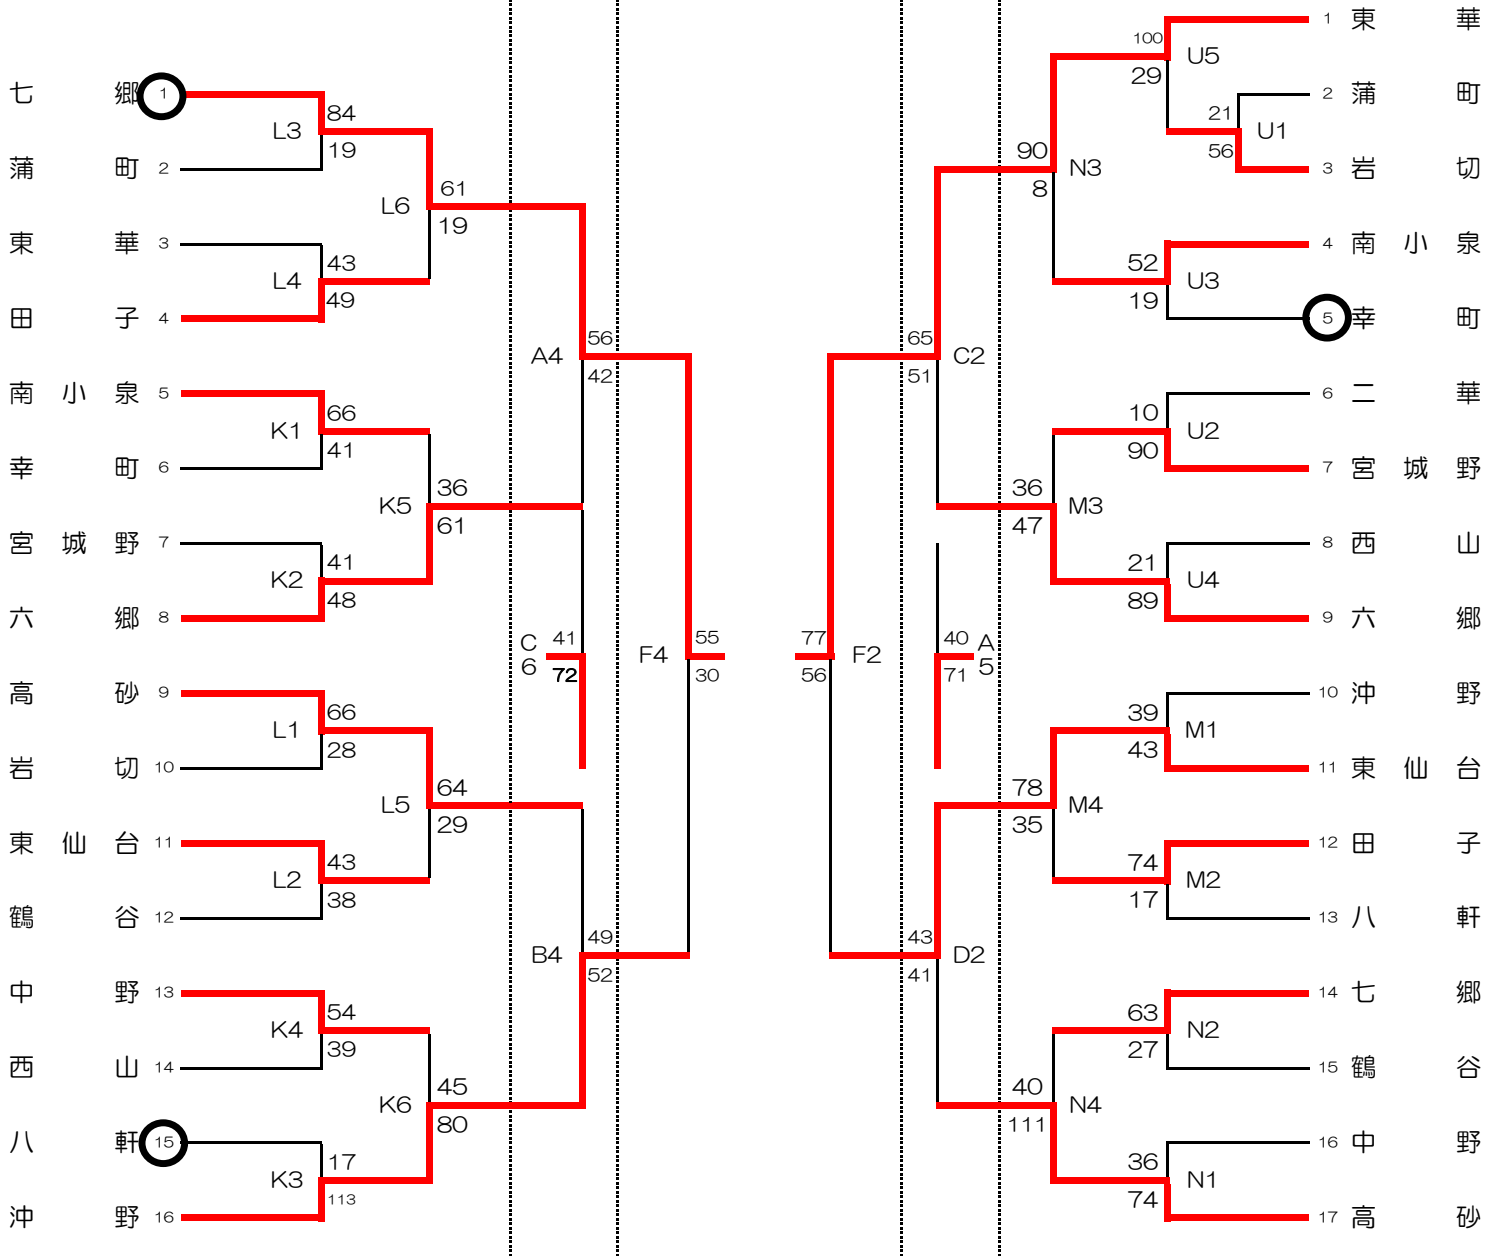 東 華 1
100
U5
29
七 郷 1
2 蒲 町
84
L3
19
21
U1
56
蒲 町 2
3 岩 切
90
N3
8
61
L6
19
東 華 3
4 南 小 泉
43
L4
49
52
U3
19
田 子 4
5 幸 町
56
A4
42
65
C2
51
南 小 泉 5
6 二 華
66
K1
41
10
U2
90
幸 町 6
7 宮 城 野
36
K5
61
36
M3
47
宮 城 野 7
8 西 山
41
K2
48
21
U4
89
六 郷 8
9 六 郷
C 41
6 72
55
F4
30
77
F2
56
40 A
71 5
高 砂 9
10 沖 野
66
L1
28
39
M1
43
岩 切 10
11 東 仙 台
64
L5
29
78
M4
35
東 仙 台 11
12 田 子
43
L2
38
74
M2
17
鶴 谷 12
13 八 軒
49
B4
52
43
D2
41
中 野 13
14 七 郷
54
K4
39
63
N2
27
西 山 14
15 鶴 谷
45
K6
80
40
N4
111
八 軒 15
16 中 野
17
K3
113
36
N1
74
沖 野 16
17 高 砂